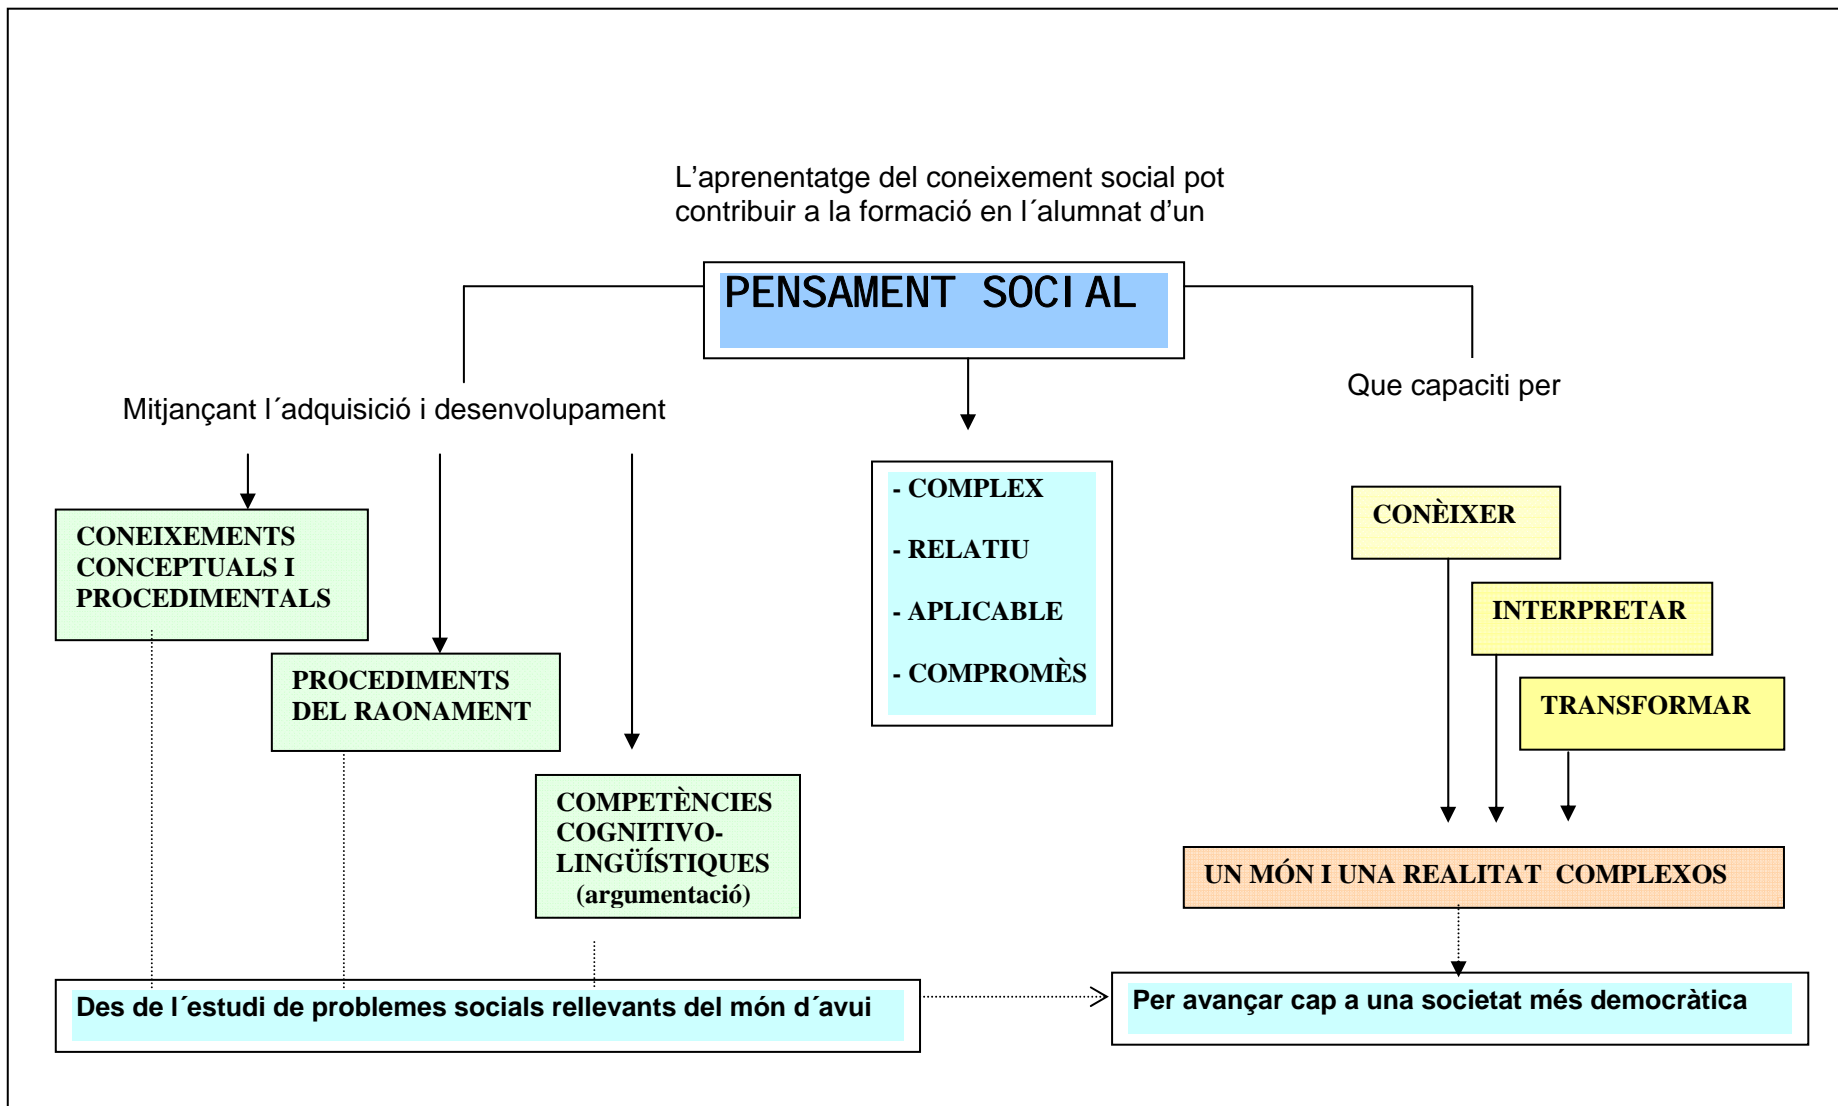 L’aprenentatge del coneixement social pot
contribuir a la formació en l´alumnat d’un
PENSAMENT SOCIAL
Mitjançant l´adquisició i desenvolupament
Que capaciti per
CONEIXEMENTS
CONCEPTUALS I
PROCEDIMENTALS
PROCEDIMENTS
DEL RAONAMENT
COMPETÈNCIES
COGNITIVO-
LINGÜÍSTIQUES
(argumentació)
- COMPLEX
- RELATIU
- APLICABLE
- COMPROMÈS
CONÈIXER
INTERPRETAR
TRANSFORMAR
UN MÓN I UNA REALITAT COMPLEXOS
Des de l´estudi de problemes socials rellevants del món d´avui
Per avançar cap a una societat més democràtica